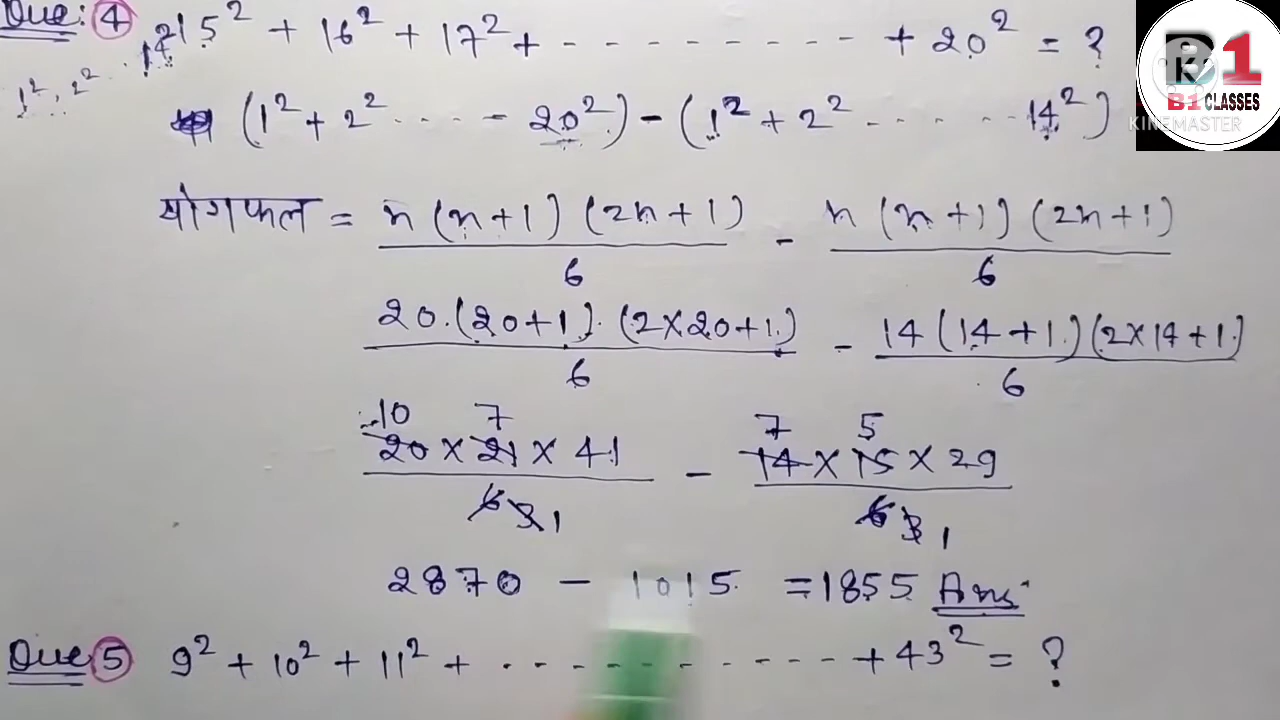 Que:④ 15² + 16² + 17² + - - - - - - - - - + 20² = ?
1², 2² .. 14²
(1² + 2² ..... - 20²) - (1² + 2² ...... 14²)
योगफल = n(n+1)(2n+1)/6 - n(n+1)(2n+1)/6
20.(20+1).(2×20+1)/6 - 14(14+1)(2×14+1)/6
10 7 7 5
20 × 21 × 41 - 14 × 15 × 29
6 3 1 6 3 1
2870 - 1015 = 1855 Ans
Que ⑤ 9² + 10² + 11² + ........... + 43² = ?
K
B1
B1 CLASSES
KINEMASTER